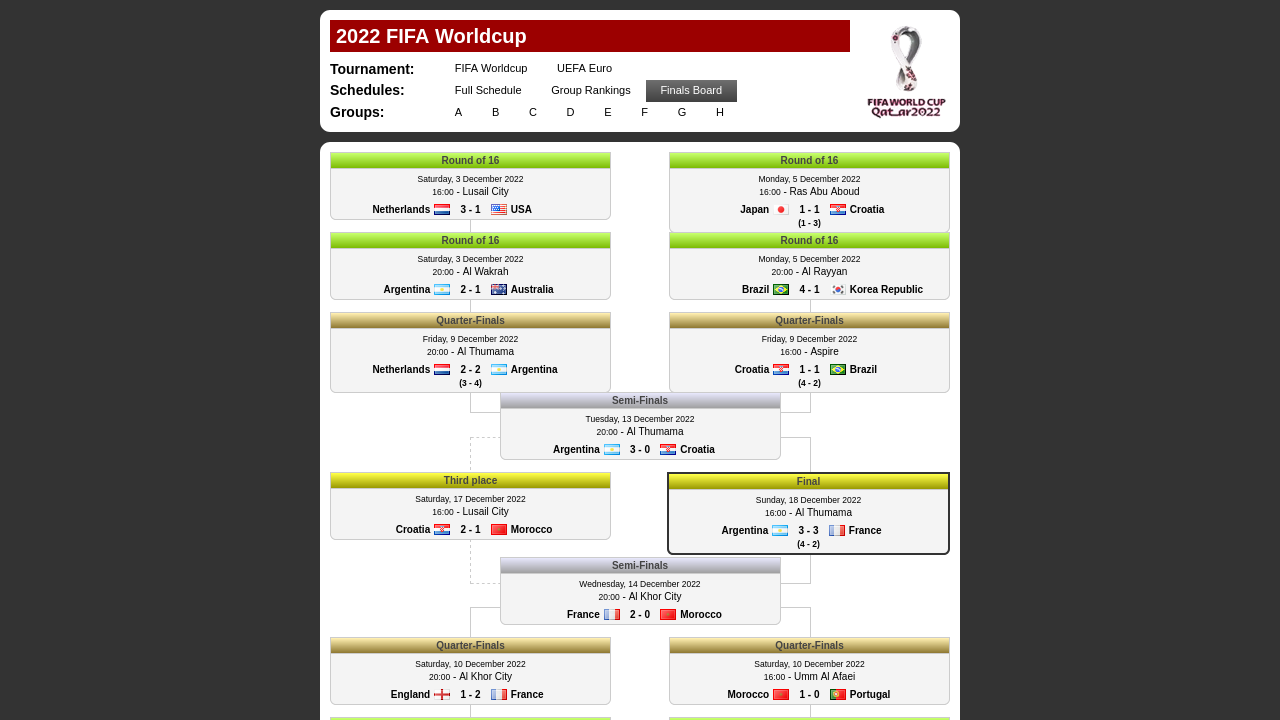 2022 FIFA Worldcup
Tournament: FIFA Worldcup UEFA Euro
Schedules: Full Schedule Group Rankings Finals Board
Groups: A B C D E F G H
FIFA WORLD CUP
Qatar2022
Round of 16
Saturday, 3 December 2022
16:00 - Lusail City
Netherlands 3 - 1 USA
Round of 16
Monday, 5 December 2022
16:00 - Ras Abu Aboud
Japan 1 - 1 Croatia
(1 - 3)
Round of 16
Saturday, 3 December 2022
20:00 - Al Wakrah
Argentina 2 - 1 Australia
Round of 16
Monday, 5 December 2022
20:00 - Al Rayyan
Brazil 4 - 1 Korea Republic
Quarter-Finals
Friday, 9 December 2022
20:00 - Al Thumama
Netherlands 2 - 2 Argentina
(3 - 4)
Quarter-Finals
Friday, 9 December 2022
16:00 - Aspire
Croatia 1 - 1 Brazil
(4 - 2)
Semi-Finals
Tuesday, 13 December 2022
20:00 - Al Thumama
Argentina 3 - 0 Croatia
Third place
Saturday, 17 December 2022
16:00 - Lusail City
Croatia 2 - 1 Morocco
Final
Sunday, 18 December 2022
16:00 - Al Thumama
Argentina 3 - 3 France
(4 - 2)
Semi-Finals
Wednesday, 14 December 2022
20:00 - Al Khor City
France 2 - 0 Morocco
Quarter-Finals
Saturday, 10 December 2022
20:00 - Al Khor City
England 1 - 2 France
Quarter-Finals
Saturday, 10 December 2022
16:00 - Umm Al Afaei
Morocco 1 - 0 Portugal